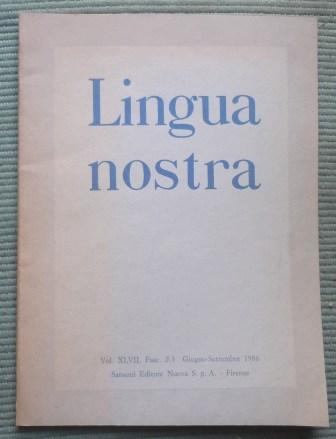 Lingua
nostra
Vol. XLVII, Fasc. 2-3 Giugno-Settembre 1986
Sansoni Editore Nuova S. p. A. - Firenze